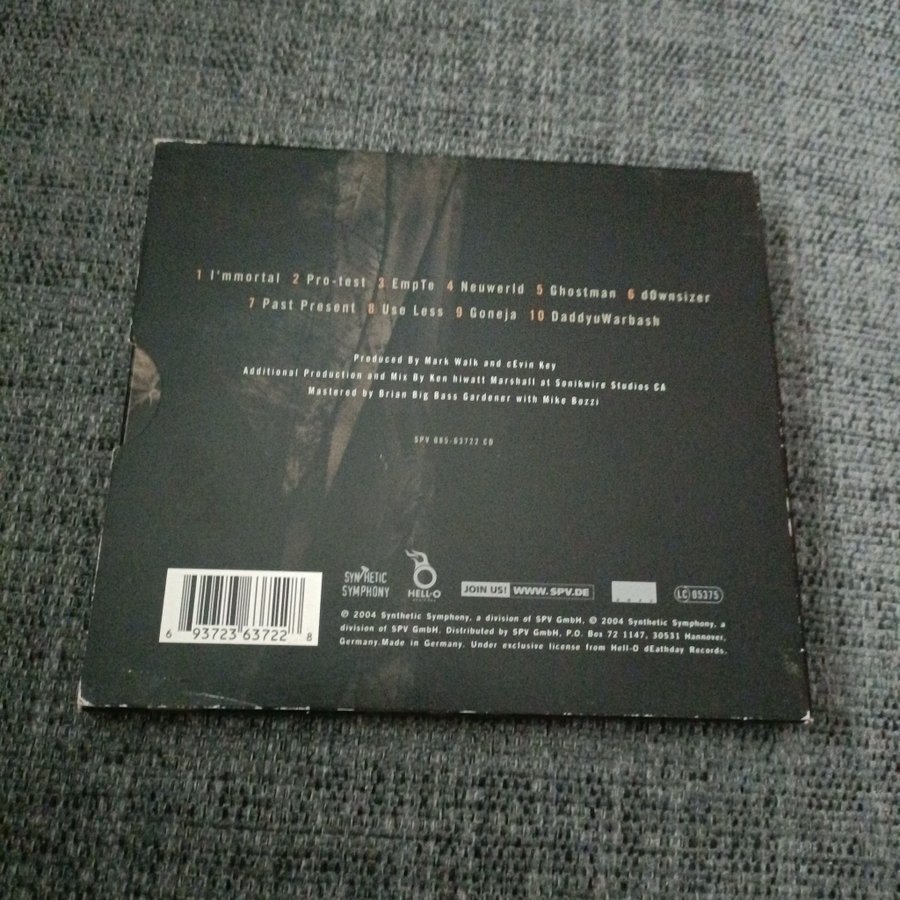 1 I'mmortal 2 Pro-test 3 EmpTe 4 Neuwerld 5 Ghostman 6 d0wnsizer
7 Past Present 8 Use Less 9 Goneja 10 DaddyuWarbash
Produced By Mark Walk and cEvin Key
Additional Production and Mix By Ken hiwatt Marshall at Sonikwire Studios CA
Mastered by Brian Big Bass Gardener with Mike Bozzi
SPV 085-63722 CD
SYNTHETIC
SYMPHONY
HELL-O
JOIN US! WWW.SPV.DE
LC 05375
6 93723 63722 8
℗ 2004 Synthetic Symphony, a division of SPV GmbH. © 2004 Synthetic Symphony, a
division of SPV GmbH. Distributed by SPV GmbH, P.O. Box 72 1147, 30531 Hannover,
Germany.Made in Germany. Under exclusive license from Hell-O dEathday Records.